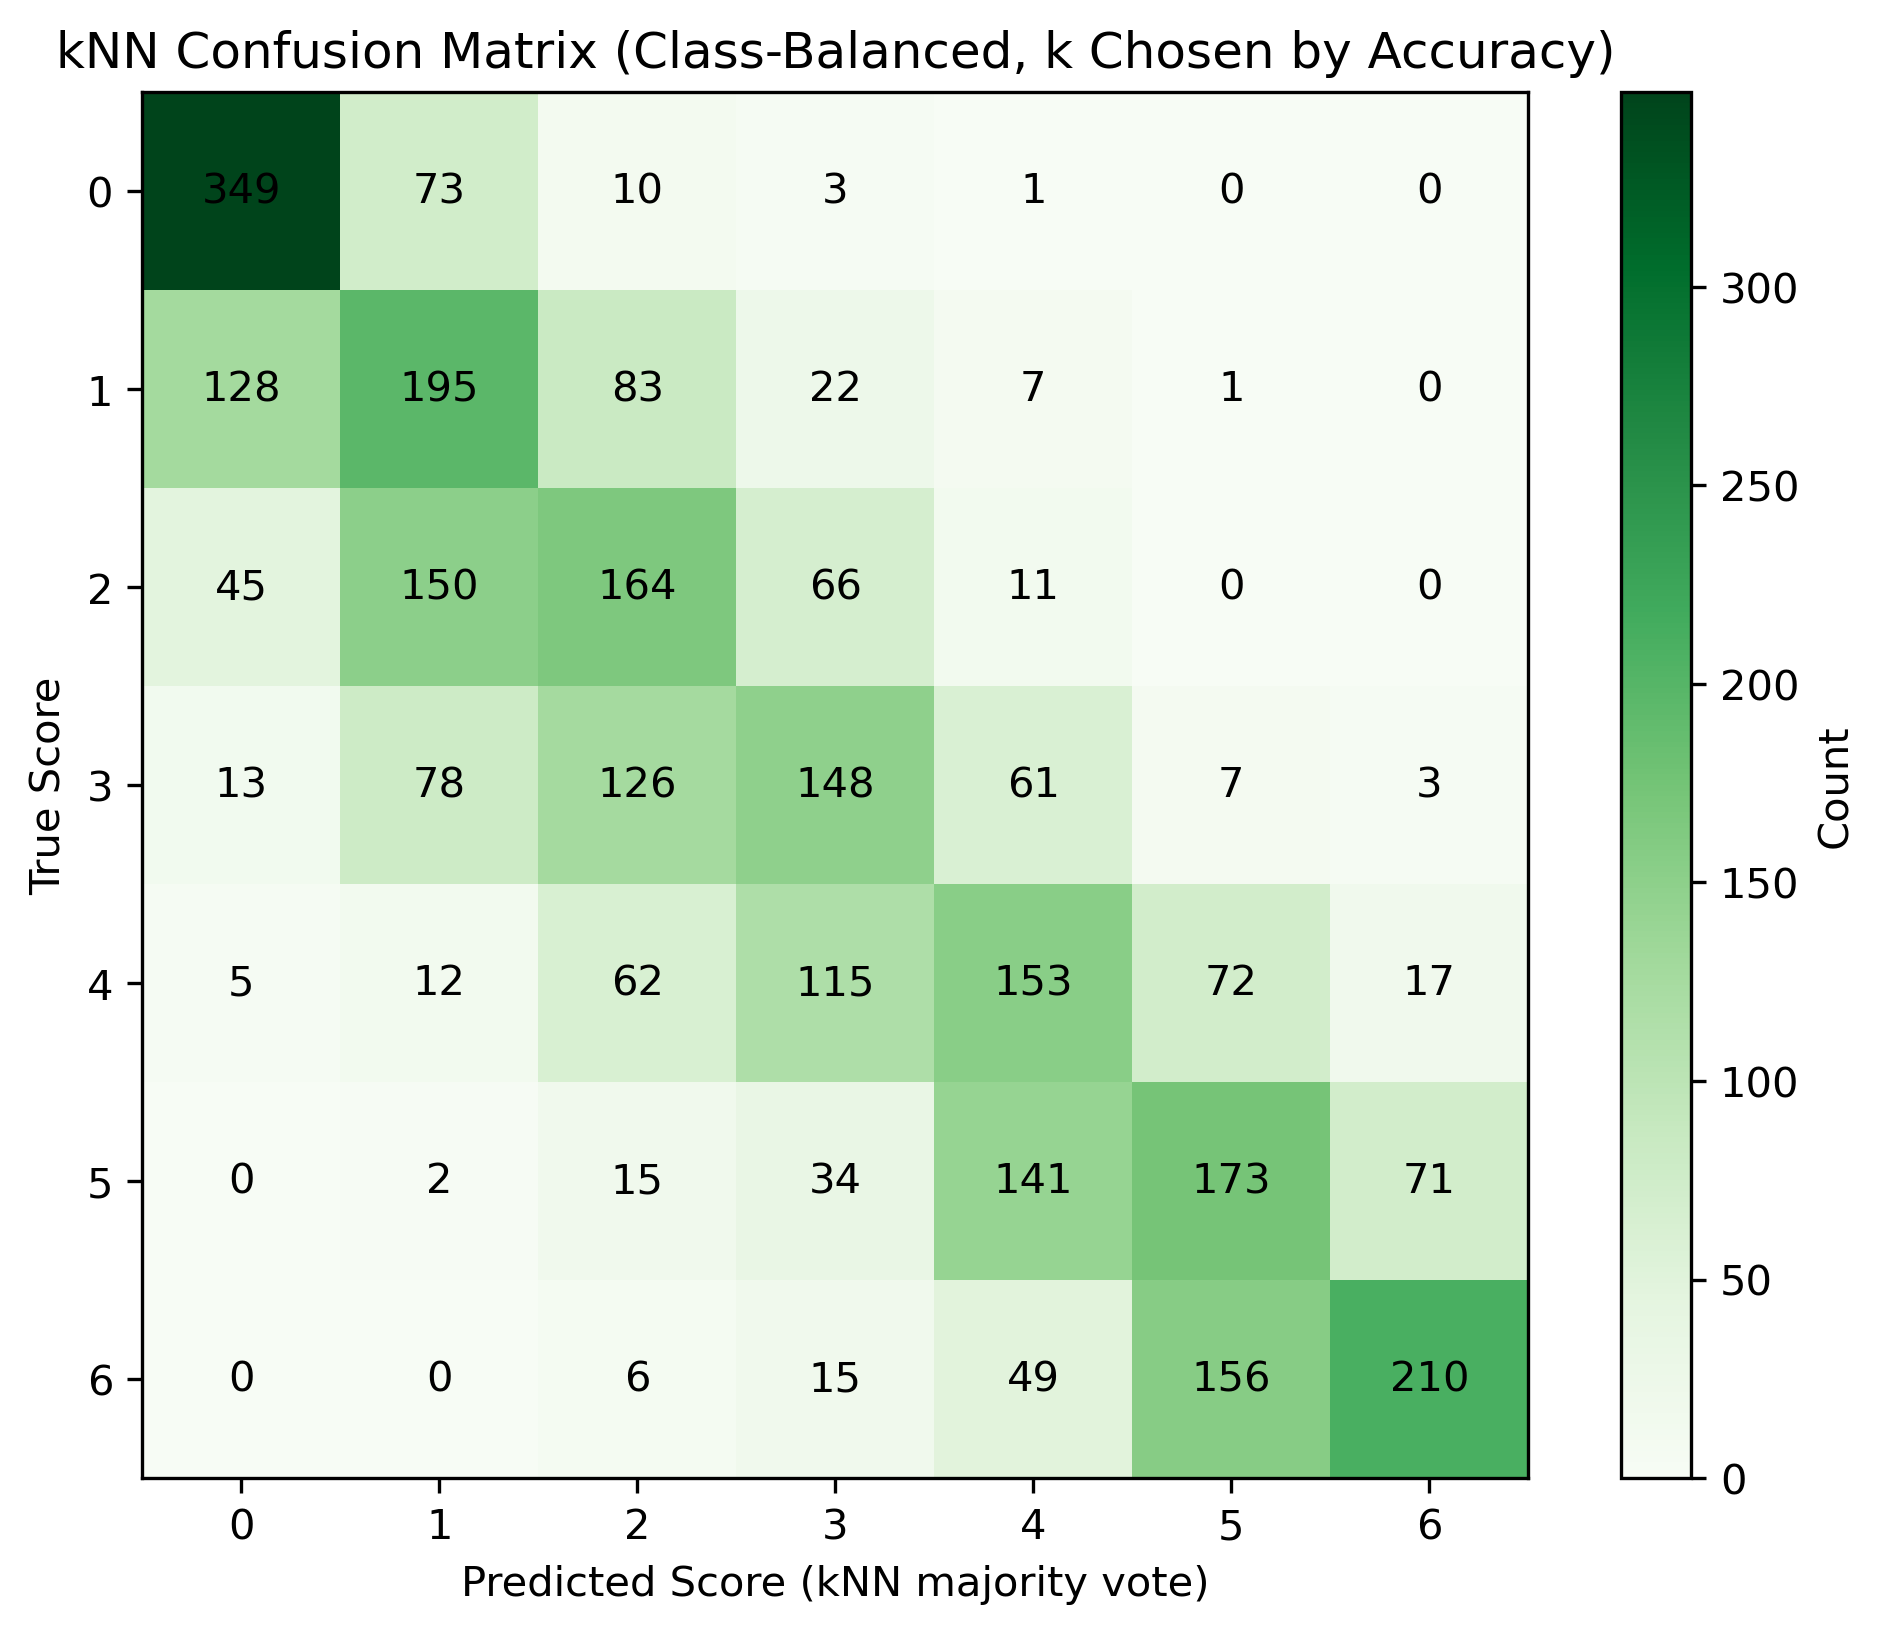 kNN Confusion Matrix (Class-Balanced, k Chosen by Accuracy)
0 349 73 10 3 1 0 0
1 128 195 83 22 7 1 0
2 45 150 164 66 11 0 0
3 13 78 126 148 61 7 3
4 5 12 62 115 153 72 17
5 0 2 15 34 141 173 71
6 0 0 6 15 49 156 210
0 1 2 3 4 5 6
Predicted Score (kNN majority vote)
True Score
300
250
200
150
100
50
0
Count